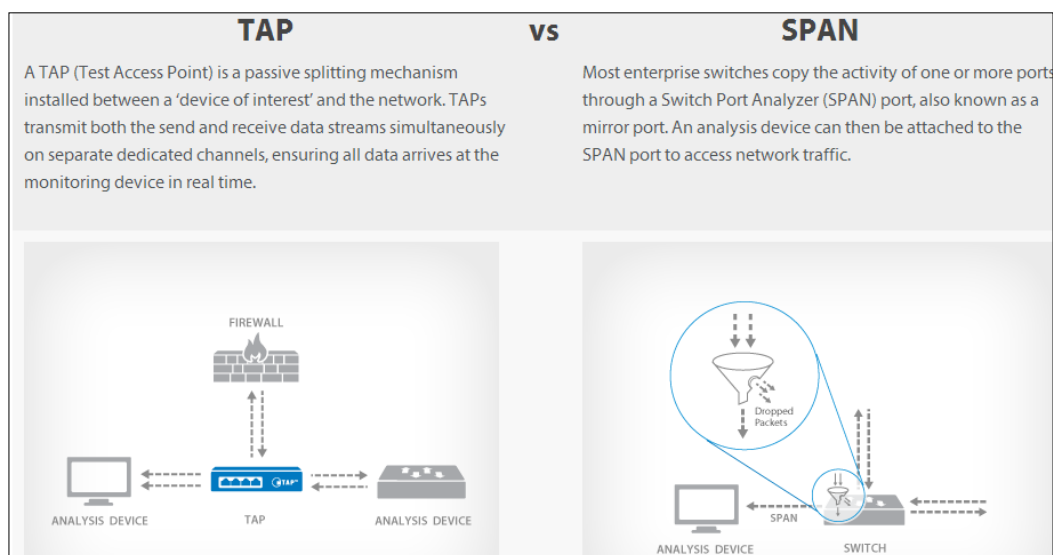 TAP vs SPAN
A TAP (Test Access Point) is a passive splitting mechanism
installed between a ‘device of interest’ and the network. TAPs
transmit both the send and receive data streams simultaneously
on separate dedicated channels, ensuring all data arrives at the
monitoring device in real time.
Most enterprise switches copy the activity of one or more ports
through a Switch Port Analyzer (SPAN) port, also known as a
mirror port. An analysis device can then be attached to the
SPAN port to access network traffic.
FIREWALL
TAP
ANALYSIS DEVICE
TAP
ANALYSIS DEVICE
Dropped
Packets
SPAN
ANALYSIS DEVICE
SWITCH